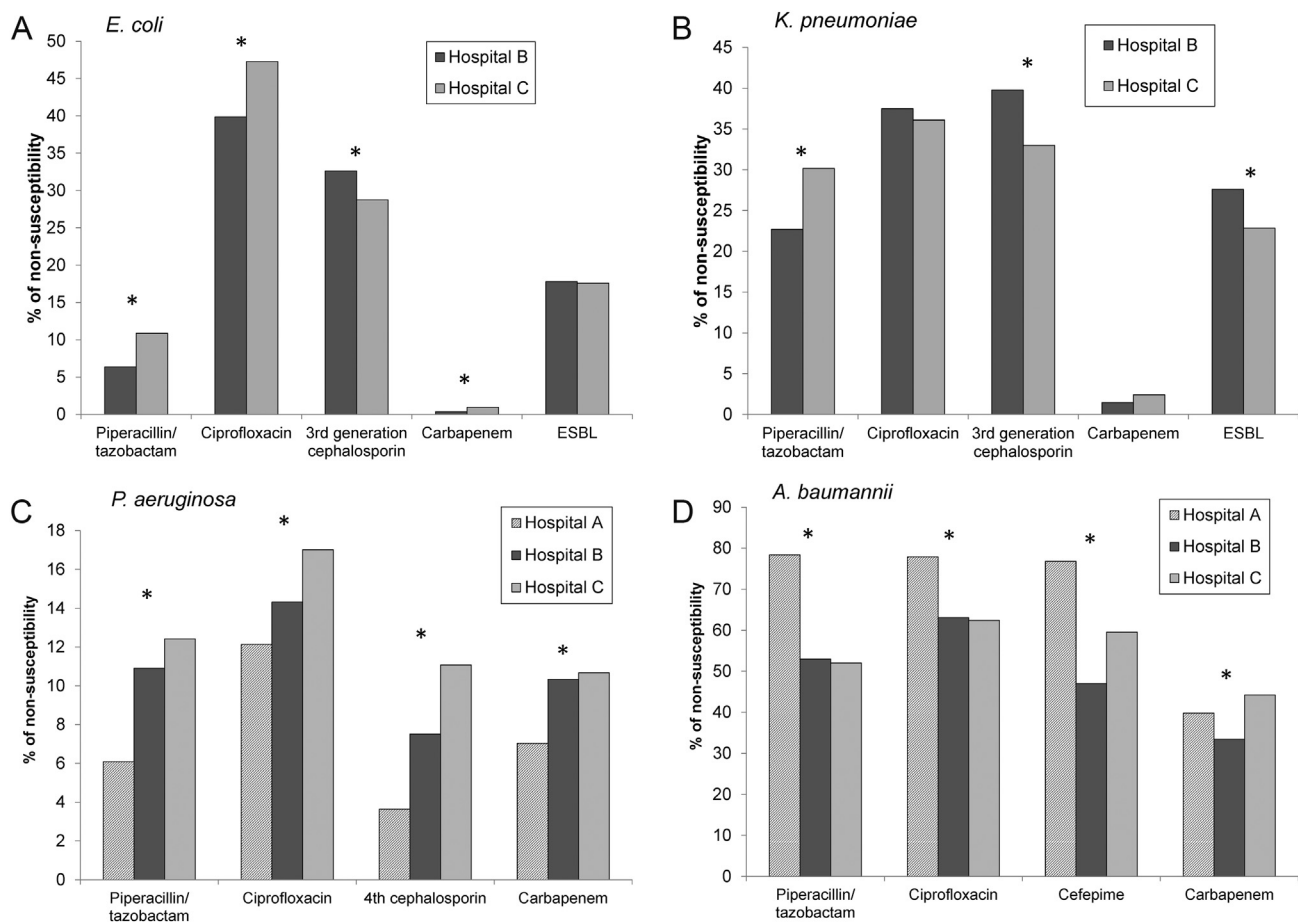 A
E. coli
% of non-susceptibility
50
45
40
35
30
25
20
15
10
5
0
*
*
*
*
Hospital B
Hospital C
Piperacillin/
tazobactam
Ciprofloxacin
3rd generation
cephalosporin
Carbapenem
ESBL
B
K. pneumoniae
% of non-susceptibility
45
40
35
30
25
20
15
10
5
0
*
*
*
Hospital B
Hospital C
Piperacillin/
tazobactam
Ciprofloxacin
3rd generation
cephalosporin
Carbapenem
ESBL
C
P. aeruginosa
% of non-susceptibility
18
16
14
12
10
8
6
4
2
0
*
*
*
*
Hospital A
Hospital B
Hospital C
Piperacillin/
tazobactam
Ciprofloxacin
4th cephalosporin
Carbapenem
D
A. baumannii
% of non-susceptibility
90
80
70
60
50
40
30
20
10
0
*
*
*
*
Hospital A
Hospital B
Hospital C
Piperacillin/
tazobactam
Ciprofloxacin
Cefepime
Carbapenem